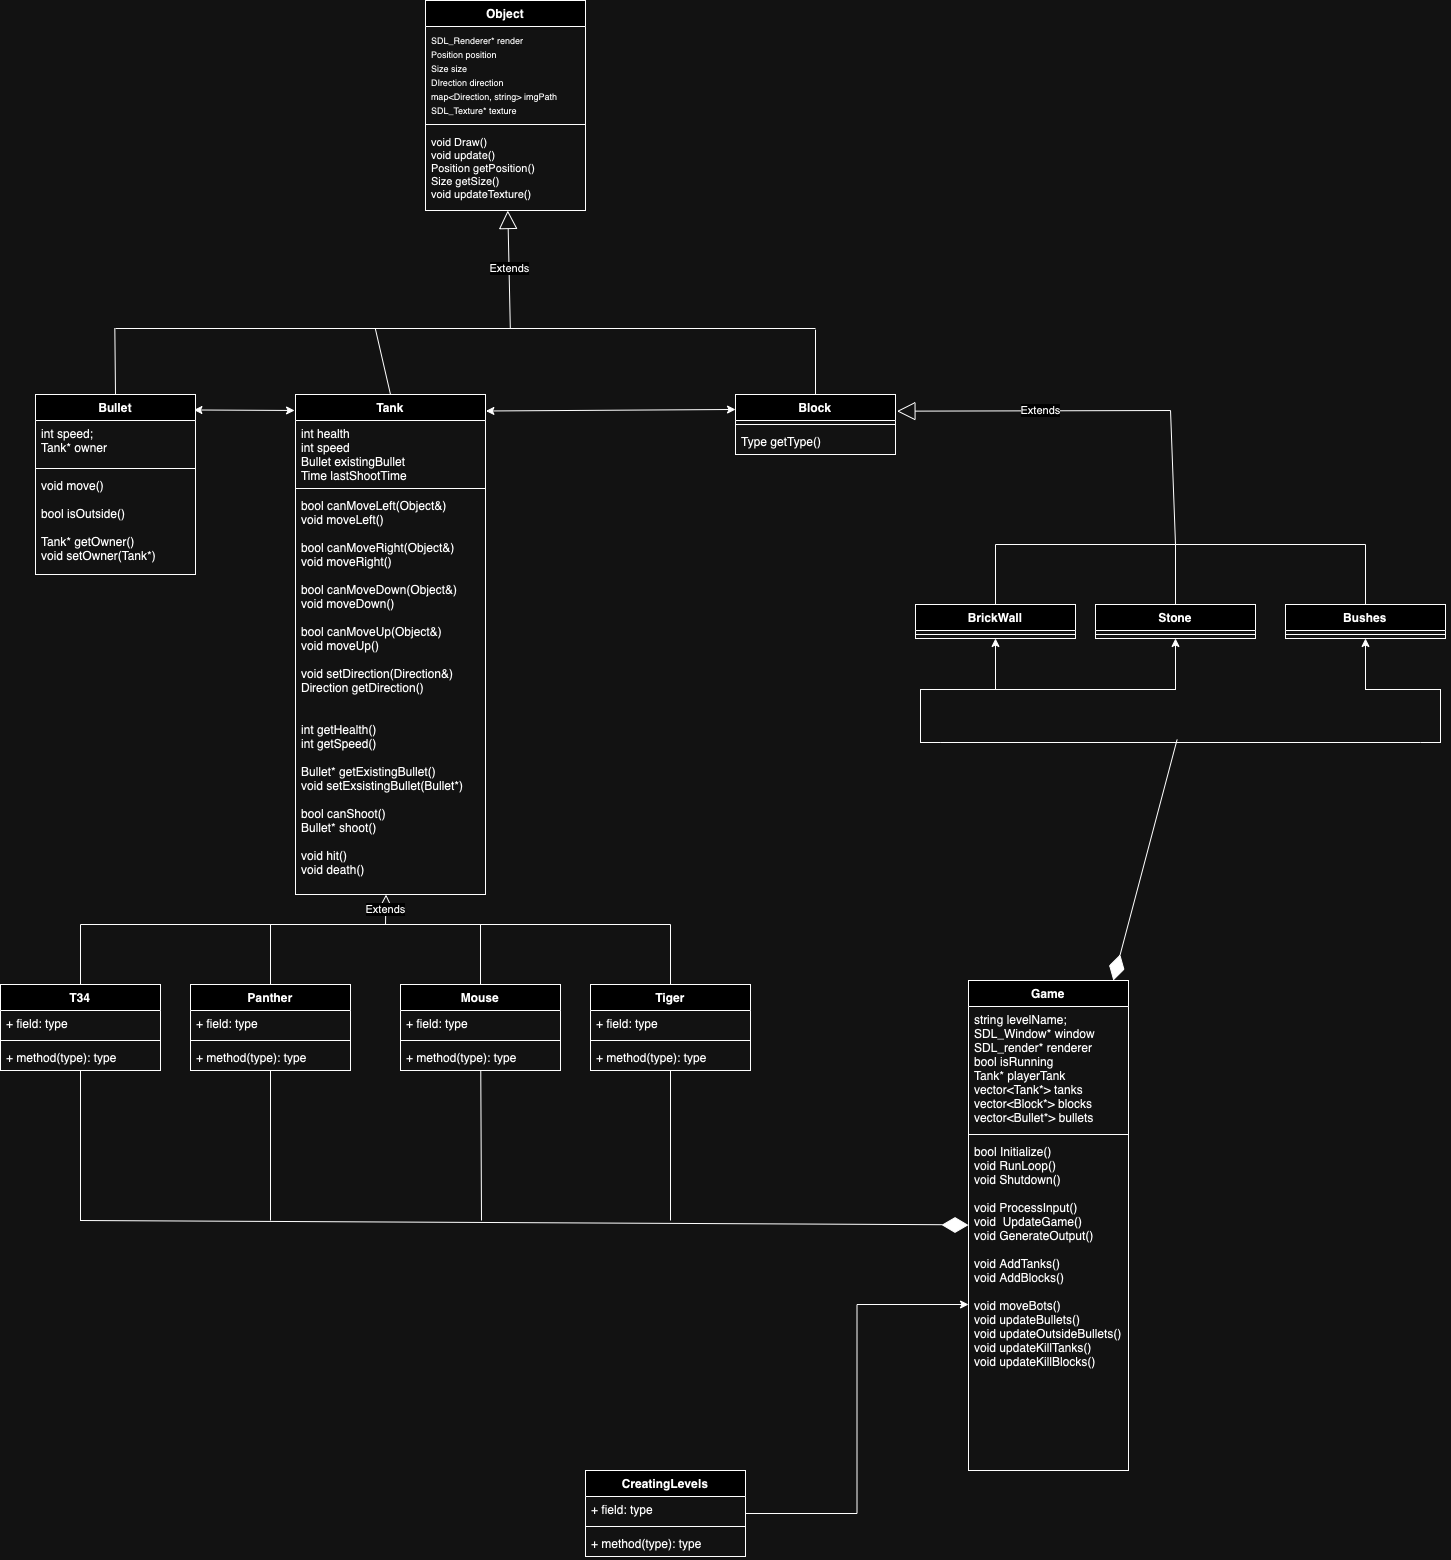 Object
SDL_Renderer* render
Position position
Size size
DIrection direction
map<Direction, string> imgPath
SDL_Texture* texture
void Draw()
void update()
Position getPosition()
Size getSize()
void updateTexture()
Extends
Bullet
int speed;
Tank* owner
void move()
bool isOutside()
Tank* getOwner()
void setOwner(Tank*)
Tank
int health
int speed
Bullet existingBullet
Time lastShootTime
bool canMoveLeft(Object&)
void moveLeft()
bool canMoveRight(Object&)
void moveRight()
bool canMoveDown(Object&)
void moveDown()
bool canMoveUp(Object&)
void moveUp()
void setDirection(Direction&)
Direction getDirection()
int getHealth()
int getSpeed()
Bullet* getExistingBullet()
void setExsistingBullet(Bullet*)
bool canShoot()
Bullet* shoot()
void hit()
void death()
Block
Type getType()
Extends
BrickWall
Stone
Bushes
Extends
T34
+ field: type
+ method(type): type
Panther
+ field: type
+ method(type): type
Mouse
+ field: type
+ method(type): type
Tiger
+ field: type
+ method(type): type
Game
string levelName;
SDL_Window* window
SDL_render* renderer
bool isRunning
Tank* playerTank
vector<Tank*> tanks
vector<Block*> blocks
vector<Bullet*> bullets
bool Initialize()
void RunLoop()
void Shutdown()
void ProcessInput()
void  UpdateGame()
void GenerateOutput()
void AddTanks()
void AddBlocks()
void moveBots()
void updateBullets()
void updateOutsideBullets()
void updateKillTanks()
void updateKillBlocks()
CreatingLevels
+ field: type
+ method(type): type